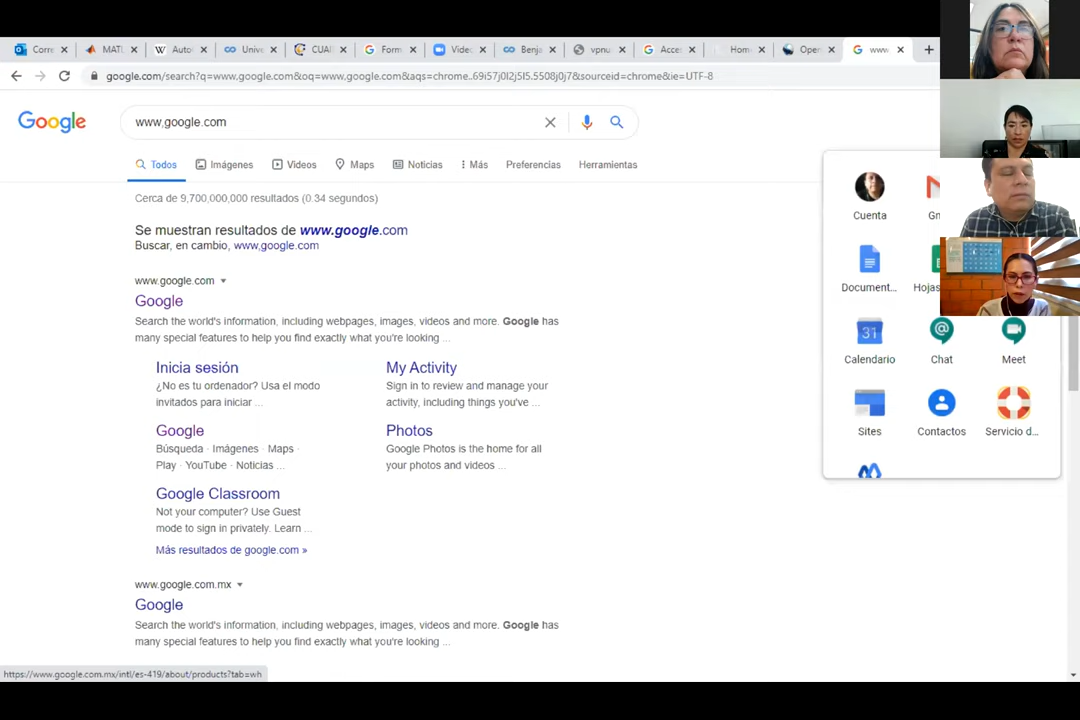 Corre
MATL
Auto
Unive
CUAI
Form
Videc
Benja
vpnu
Acce
Hom
Open
www.
google.com/search?q=www,google.com&oq=www,google.com&aqs=chrome..69i57j0l2j5l5.5508j0j7&sourceid=chrome&ie=UTF-8
Google
www,google.com
Todos
Imágenes
Videos
Maps
Noticias
Más
Preferencias
Herramientas
Cerca de 9,700,000,000 resultados (0.34 segundos)
Se muestran resultados de www.google.com
Buscar, en cambio, www,google.com
www.google.com
Google
Search the world's information, including webpages, images, videos and more. Google has
many special features to help you find exactly what you're looking ...
Inicia sesión
¿No es tu ordenador? Usa el modo
invitados para iniciar ...
My Activity
Sign in to review and manage your
activity, including things you've ...
Google
Búsqueda · Imágenes · Maps ·
Play · YouTube · Noticias ...
Photos
Google Photos is the home for all
your photos and videos ...
Google Classroom
Not your computer? Use Guest
mode to sign in privately. Learn ...
Más resultados de google.com »
www.google.com.mx
Google
Search the world's information, including webpages, images, videos and more. Google has
many special features to help you find exactly what you're looking ...
Cuenta
Gn
Document...
Hojas
31
Calendario
Chat
Meet
Sites
Contactos
Servicio d...
https://www.google.com.mx/intl/es-419/about/products?tab=wh